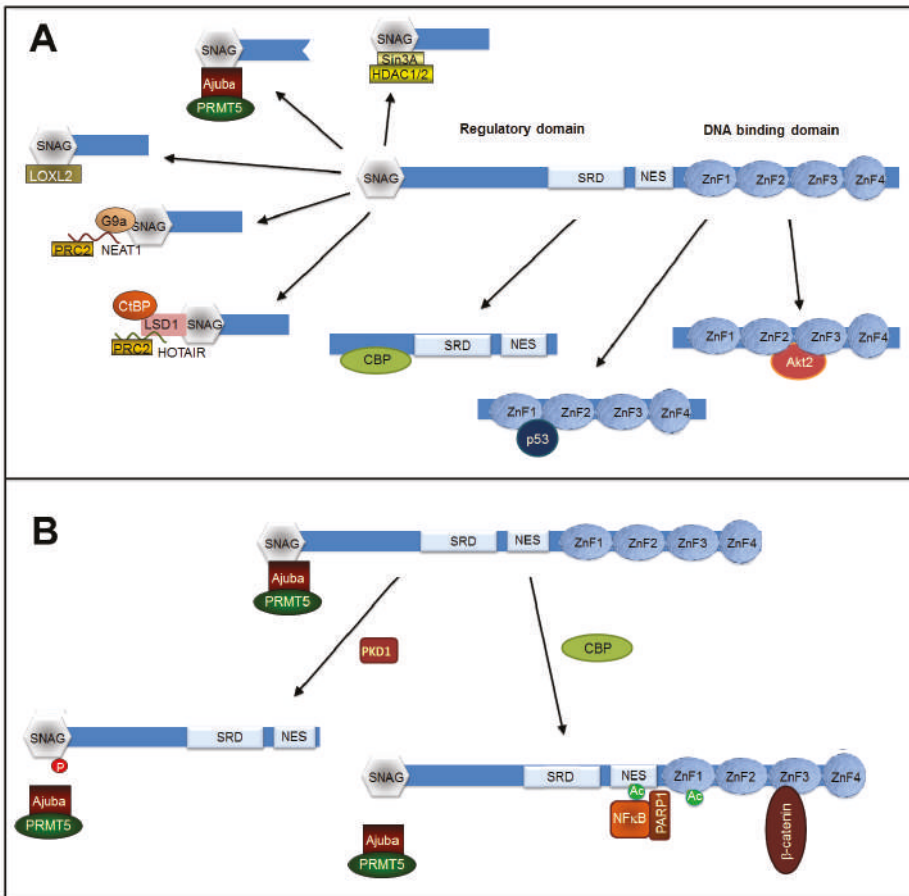 A
SNAG
Ajuba
PRMT5
SNAG
Sin3A
HDAC1/2
Regulatory domain
DNA binding domain
SNAG
LOXL2
SNAG
SRD
NES
ZnF1
ZnF2
ZnF3
ZnF4
G9a
SNAG
PRC2
NEAT1
CtBP
LSD1
SNAG
PRC2
HOTAIR
CBP
SRD
NES
ZnF1
ZnF2
ZnF3
ZnF4
Akt2
ZnF1
ZnF2
ZnF3
ZnF4
p53
B
SNAG
SRD
NES
ZnF1
ZnF2
ZnF3
ZnF4
Ajuba
PRMT5
PKD1
CBP
SNAG
SRD
NES
P
Ajuba
PRMT5
SNAG
SRD
NES
ZnF1
ZnF2
ZnF3
ZnF4
Ac
Ac
NFκB
PARP1
β-catenin
Ajuba
PRMT5